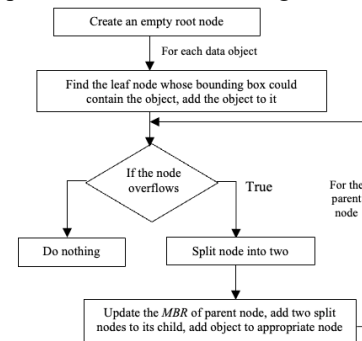 Create an empty root node
For each data object
Find the leaf node whose bounding box could
contain the object, add the object to it
If the node
overflows
True
For the
parent
node
Do nothing
Split node into two
Update the MBR of parent node, add two split
nodes to its child, add object to appropriate node